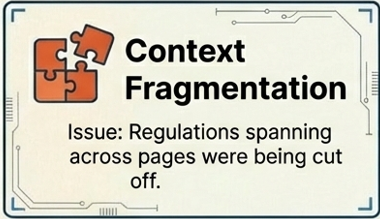 Context
Fragmentation
Issue: Regulations spanning
across pages were being cut
off.